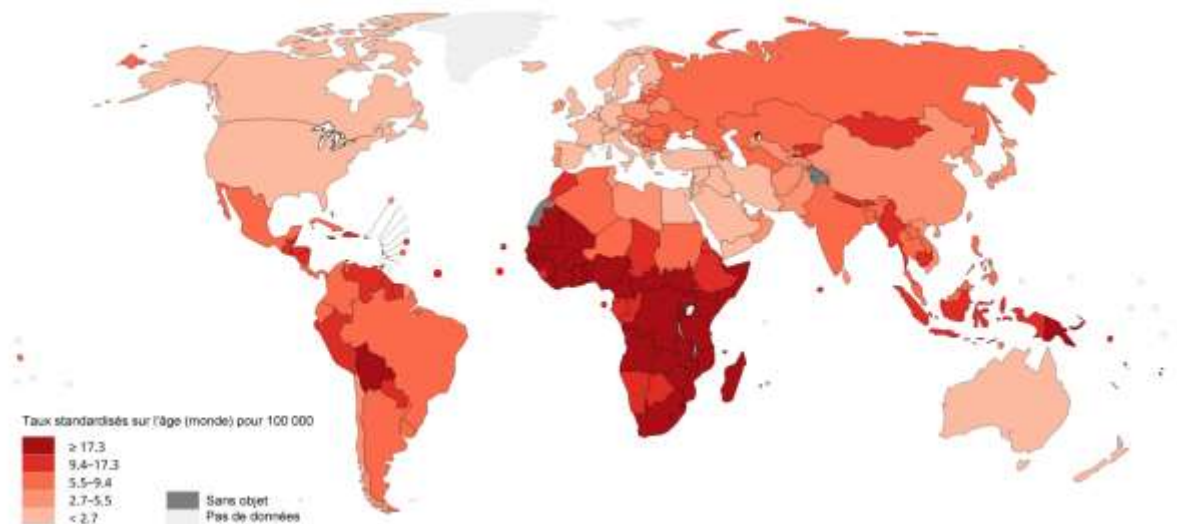 Taux standardisés sur l'âge (monde) pour 100 000
≥ 17.3
9.4–17.3
5.5–9.4
2.7–5.5
< 2.7
Sans objet
Pas de données